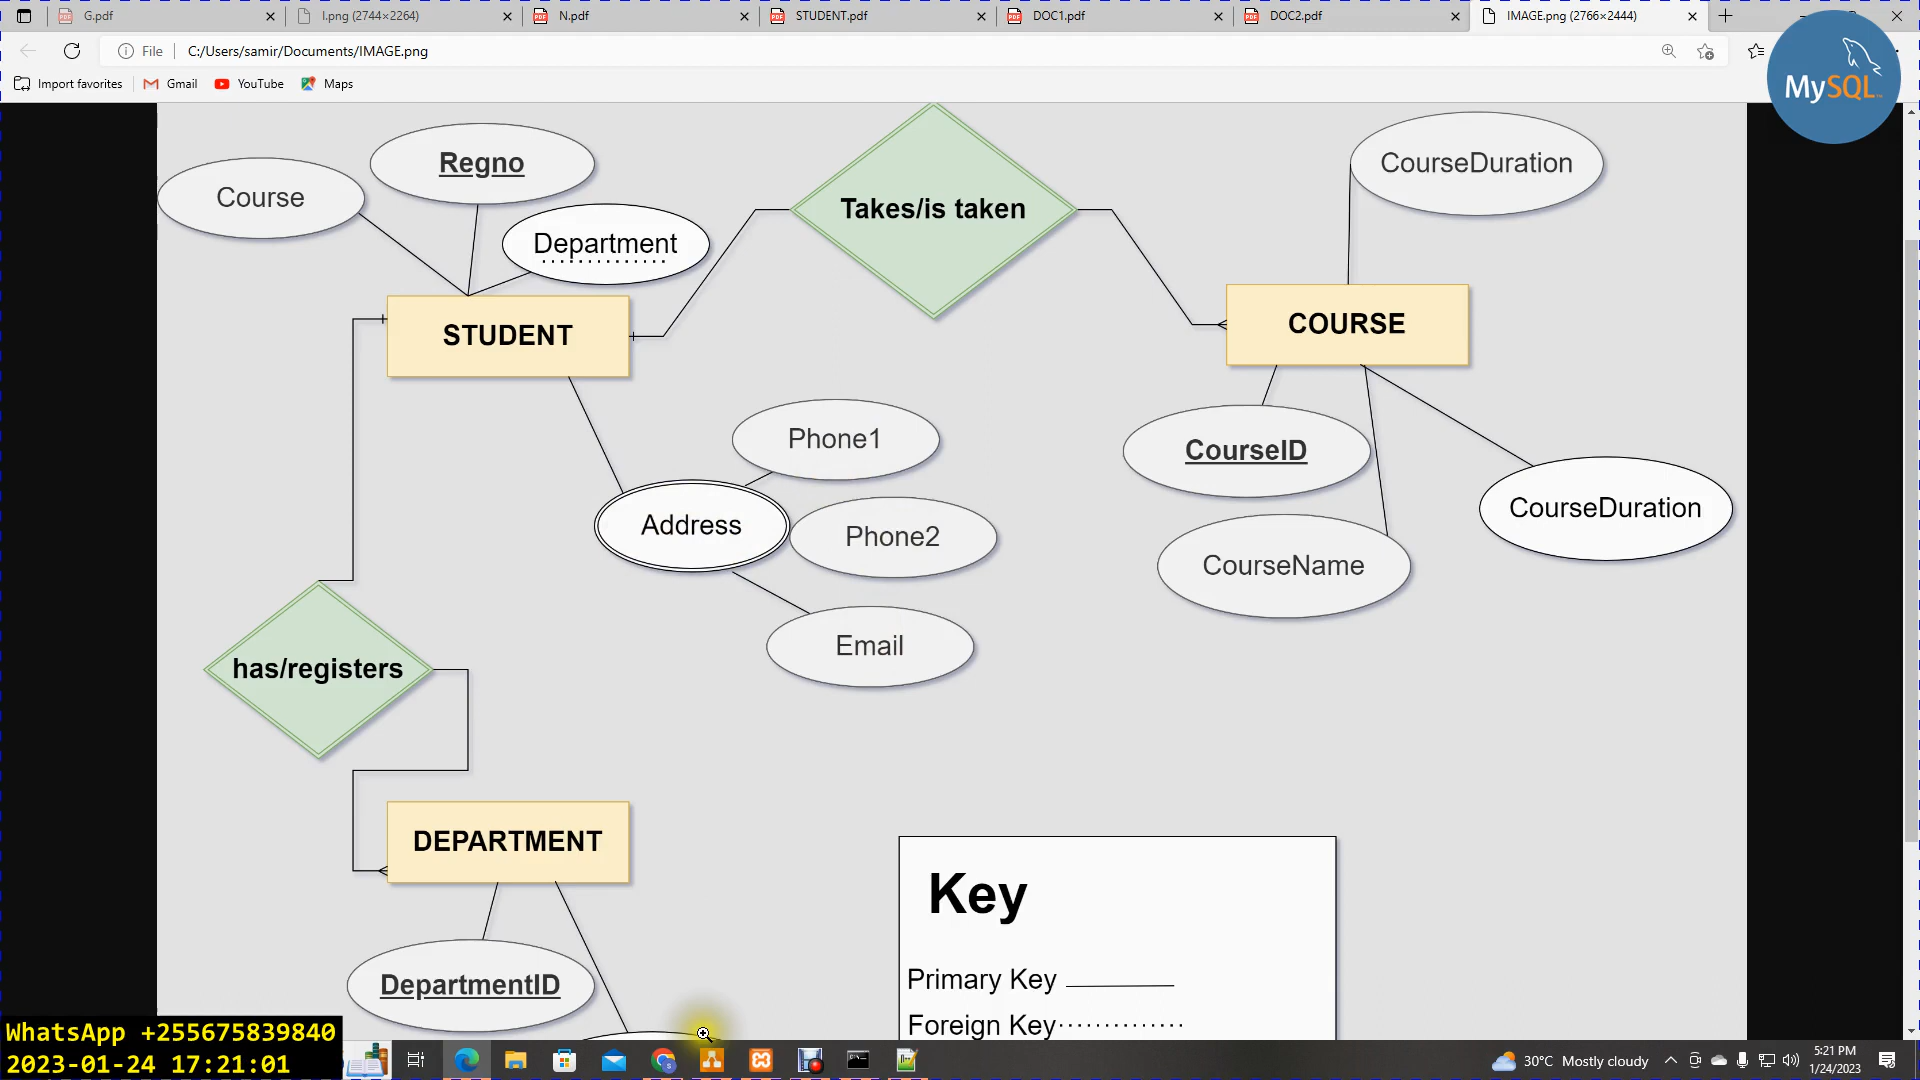 G.pdf
I.png (2744×2264)
N.pdf
STUDENT.pdf
DOC1.pdf
DOC2.pdf
IMAGE.png (2766×2444)
File
C:/Users/samir/Documents/IMAGE.png
Import favorites
Gmail
YouTube
Maps
MySQL
Regno
Course
Department
Takes/is taken
CourseDuration
STUDENT
COURSE
Phone1
CourseID
Address
Phone2
CourseDuration
CourseName
Email
has/registers
DEPARTMENT
Key
DepartmentID
Primary Key
Foreign Key
WhatsApp +255675839840
2023-01-24 17:21:01
30°C Mostly cloudy
5:21 PM
1/24/2023